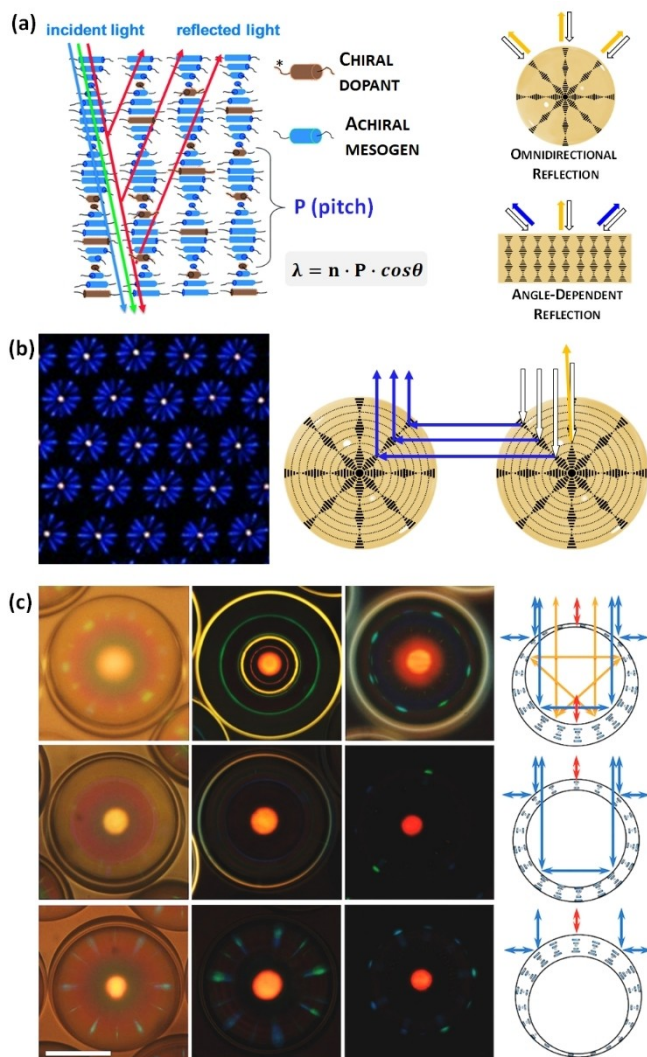 (a)
incident light
reflected light
*
CHIRAL
DOPANT
ACHIRAL
MESOGEN
P (pitch)
λ = n · P · cosθ
OMNIDIRECTIONAL
REFLECTION
ANGLE-DEPENDENT
REFLECTION
(b)
(c)